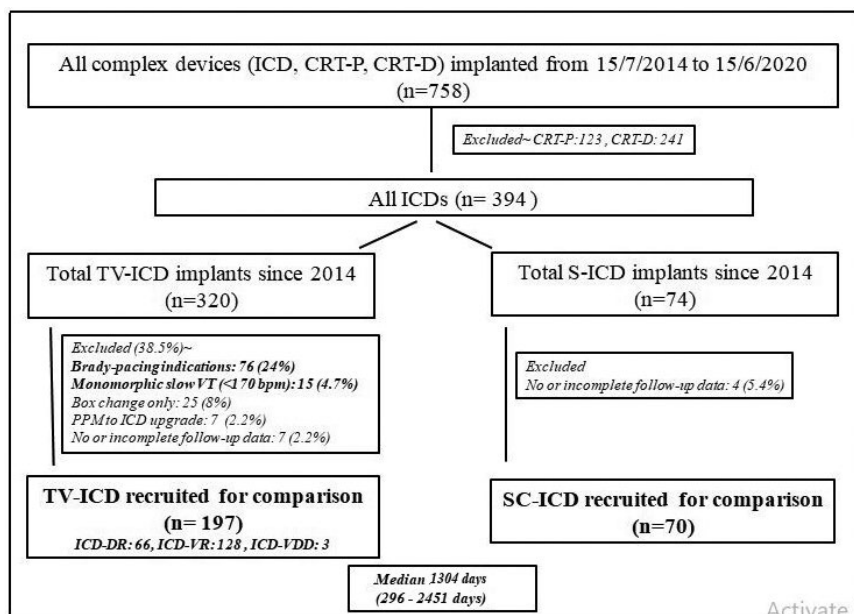 All complex devices (ICD, CRT-P, CRT-D) implanted from 15/7/2014 to 15/6/2020
(n=758)
Excluded~ CRT-P:123 , CRT-D: 241
All ICDs (n= 394 )
Total TV-ICD implants since 2014
(n=320)
Total S-ICD implants since 2014
(n=74)
Excluded (38.5%)~
Brady-pacing indications: 76 (24%)
Monomorphic slow VT (<170 bpm): 15 (4.7%)
Box change only: 25 (8%)
PPM to ICD upgrade: 7 (2.2%)
No or incomplete follow-up data: 7 (2.2%)
Excluded
No or incomplete follow-up data: 4 (5.4%)
TV-ICD recruited for comparison
(n= 197)
ICD-DR: 66, ICD-VR: 128 , ICD-VDD: 3
SC-ICD recruited for comparison
(n=70)
Median 1304 days
(296 - 2451 days)
Activate